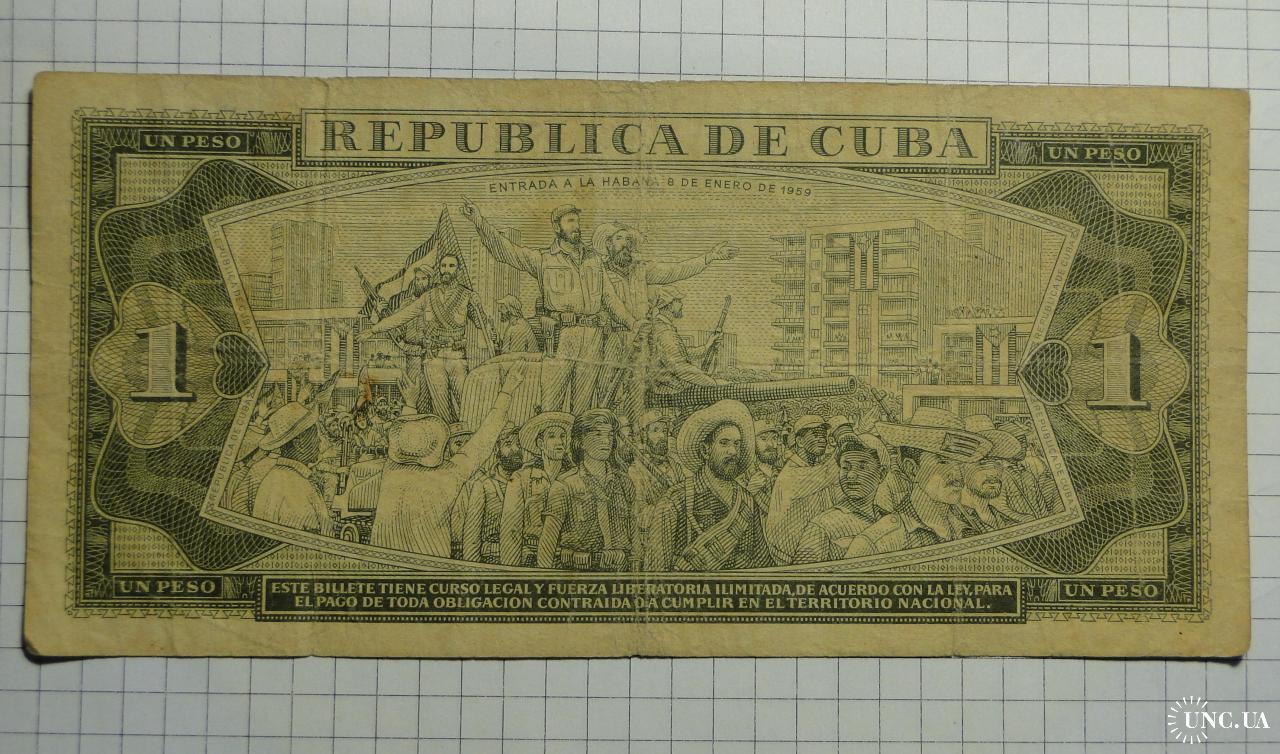 UN PESO
REPUBLICA DE CUBA
UN PESO
ENTRADA A LA HABANA 8 DE ENERO DE 1959
1
1
UN PESO
ESTE BILLETE TIENE CURSO LEGAL Y FUERZA LIBERATORIA ILIMITADA, DE ACUERDO CON LA LEY, PARA
EL PAGO DE TODA OBLIGACION CONTRAIDA O A CUMPLIR EN EL TERRITORIO NACIONAL.
UN PESO
UNC.UA